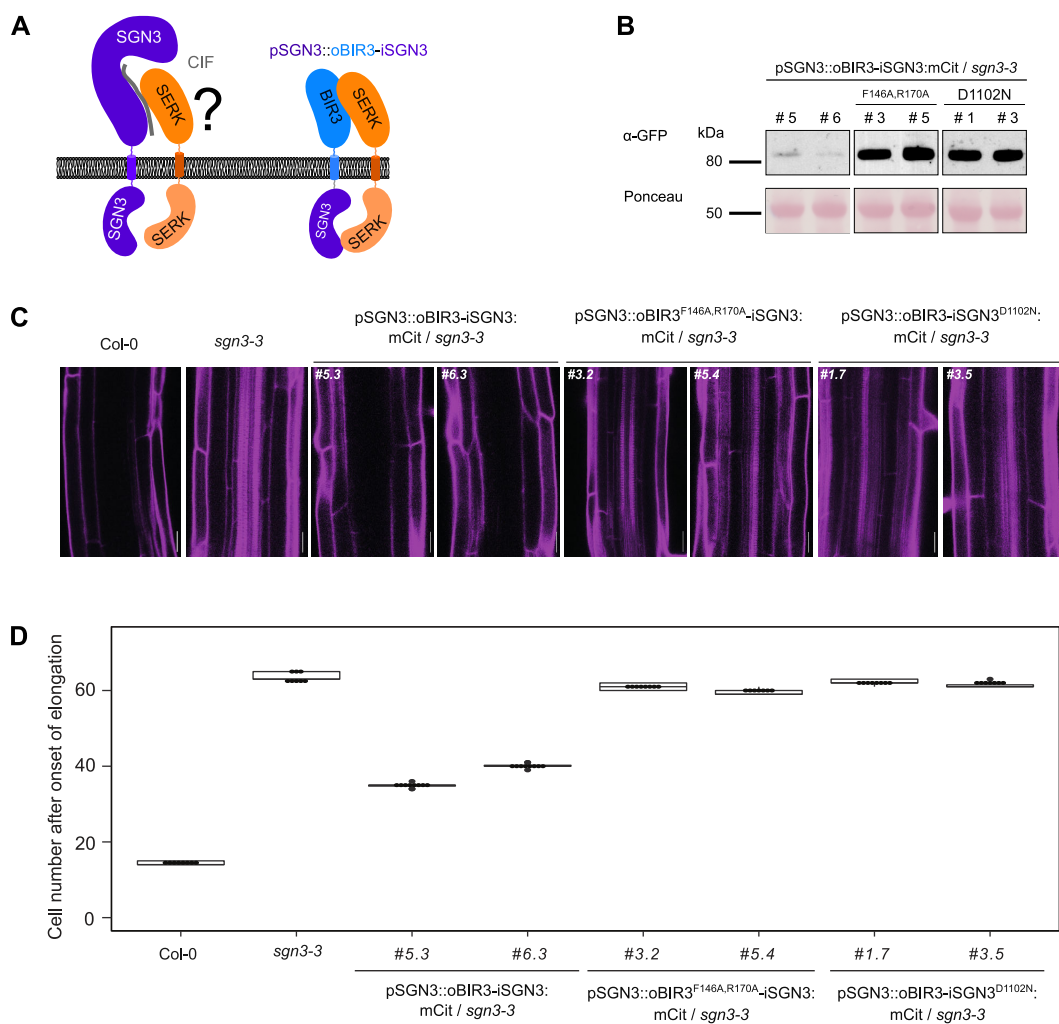 A
SGN3
CIF
SERK
?
SGN3
SERK
pSGN3::oBIR3-iSGN3
BIR3
SERK
SGN3
SERK
B
pSGN3::oBIR3-iSGN3:mCit / sgn3-3
F146A,R170A D1102N
# 5 # 6 # 3 # 5 # 1 # 3
α-GFP kDa
80
Ponceau
50
C
Col-0
sgn3-3
pSGN3::oBIR3-iSGN3:
mCit / sgn3-3
pSGN3::oBIR3F146A,R170A-iSGN3:
mCit / sgn3-3
pSGN3::oBIR3-iSGN3D1102N:
mCit / sgn3-3
#5.3 #6.3 #3.2 #5.4 #1.7 #3.5
D
Cell number after onset of elongation
60
40
20
0
Col-0 sgn3-3 #5.3 #6.3 #3.2 #5.4 #1.7 #3.5
pSGN3::oBIR3-iSGN3:
mCit / sgn3-3
pSGN3::oBIR3F146A,R170A-iSGN3:
mCit / sgn3-3
pSGN3::oBIR3-iSGN3D1102N:
mCit / sgn3-3